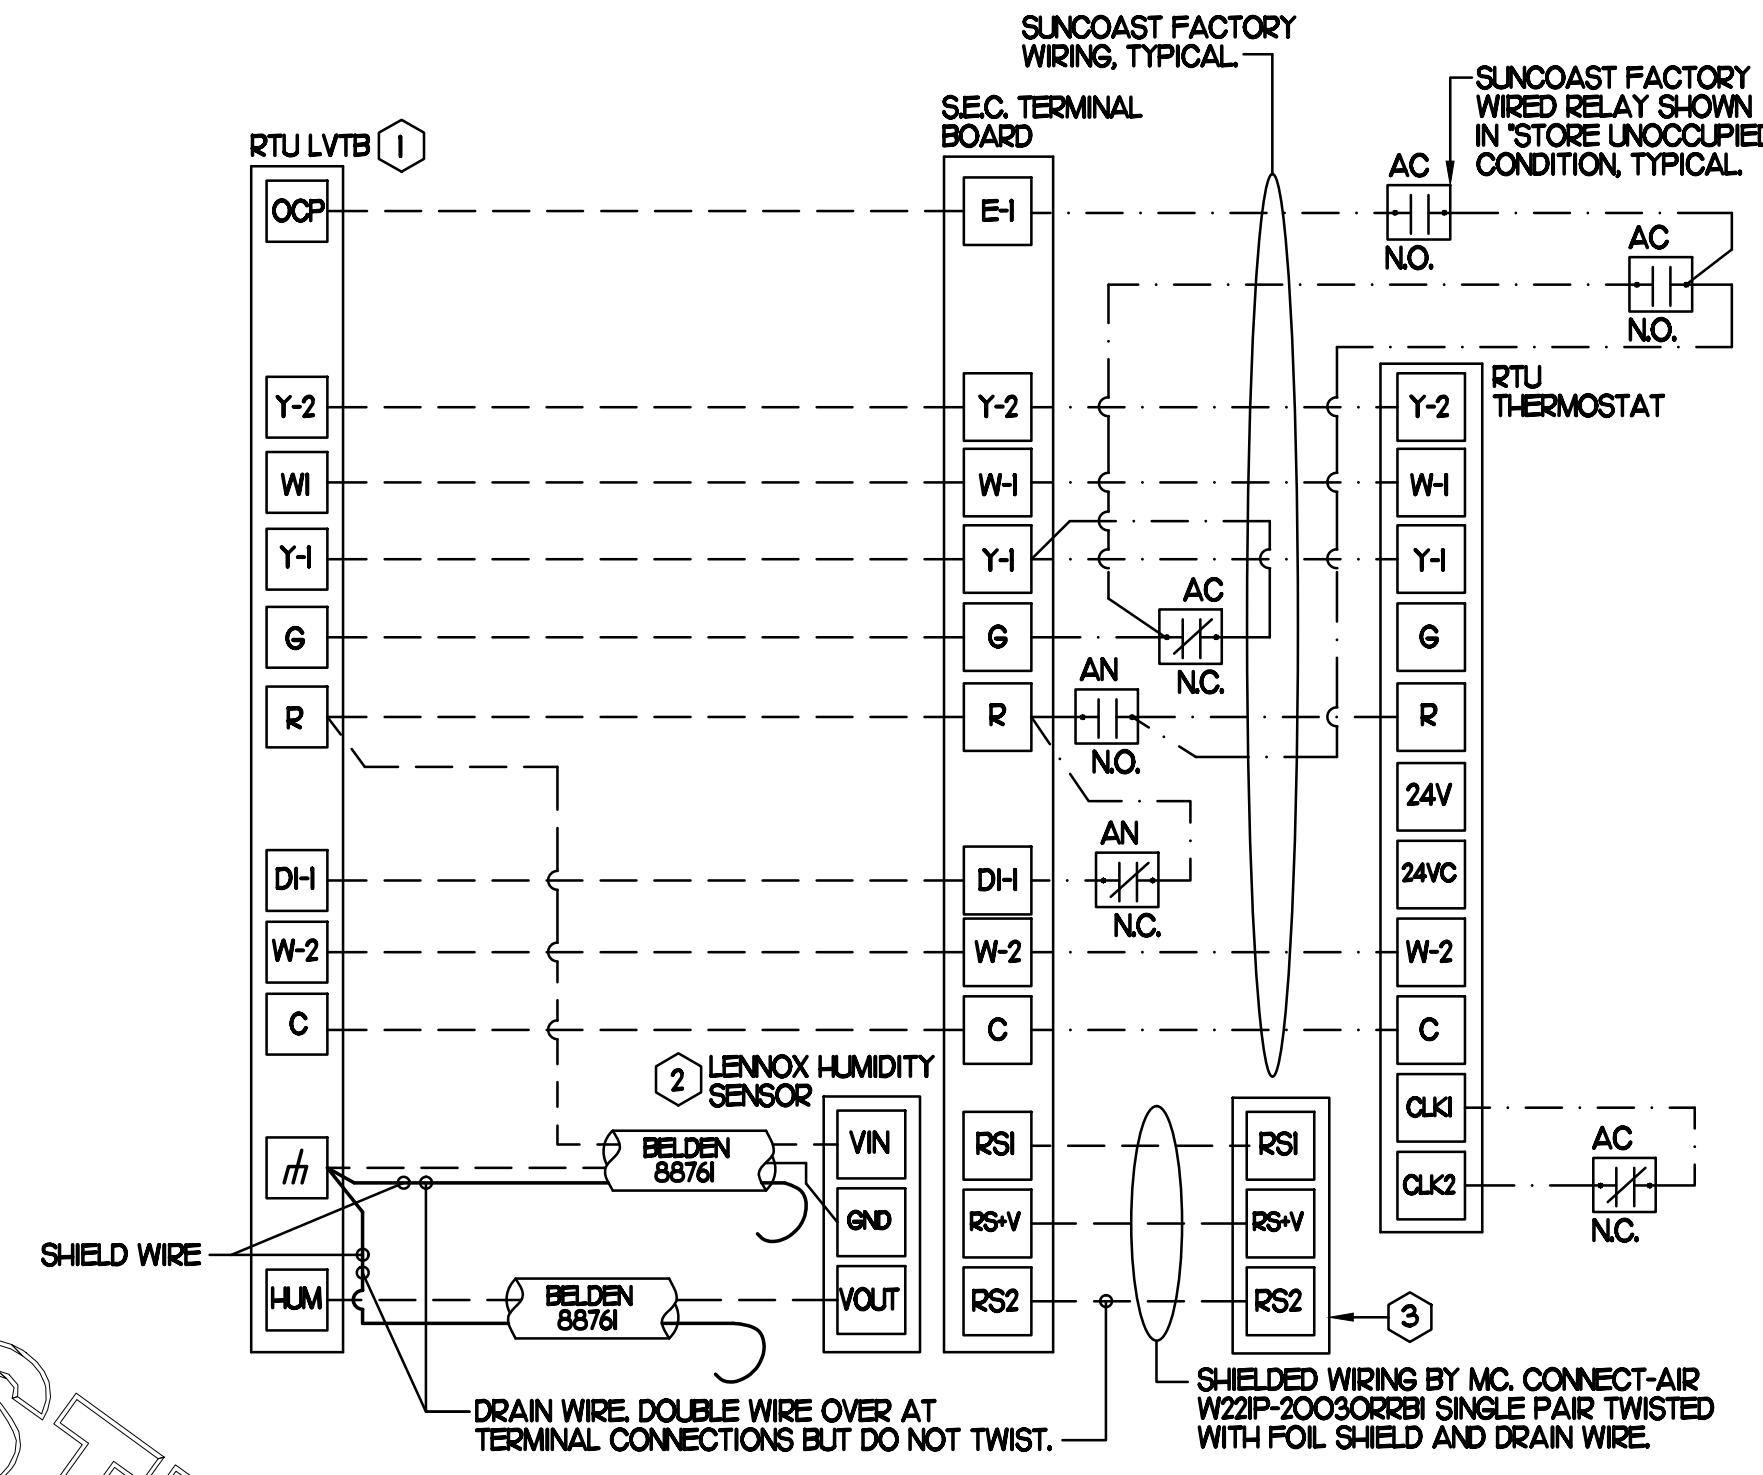 SUNCOAST FACTORY
WIRING, TYPICAL.
SUNCOAST FACTORY
WIRED RELAY SHOWN
IN "STORE UNOCCUPIED
CONDITION, TYPICAL.
S.E.C. TERMINAL
BOARD
RTU LVTB
1
AC
N.O.
AC
N.O.
OCP
E-1
RTU
THERMOSTAT
Y-2
Y-2
Y-2
W1
W-1
W-1
Y-1
Y-1
Y-1
AC
G
G
G
N.C.
AN
R
R
R
N.O.
24V
AN
24VC
DI-1
DI-1
N.C.
W-2
W-2
W-2
C
C
C
2
LENNOX HUMIDITY
SENSOR
CLK1
AC
CLK2
N.C.
BELDEN
88761
VIN
RS1
RS1
GND
RS+V
RS+V
SHIELD WIRE
HUM
BELDEN
88761
VOUT
RS2
RS2
3
DRAIN WIRE. DOUBLE WIRE OVER AT
TERMINAL CONNECTIONS BUT DO NOT TWIST.
SHIELDED WIRING BY MC. CONNECT-AIR
W221P-20030RRB1 SINGLE PAIR TWISTED
WITH FOIL SHIELD AND DRAIN WIRE.